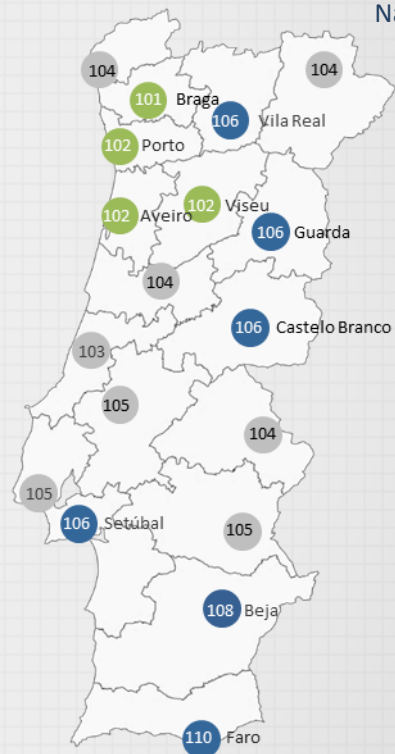 Na
104
104
101 Braga
106 Vila Real
102 Porto
102 Aveiro
102 Viseu
106 Guarda
104
106 Castelo Branco
103
105
104
105
106 Setúbal
105
108 Beja
110 Faro